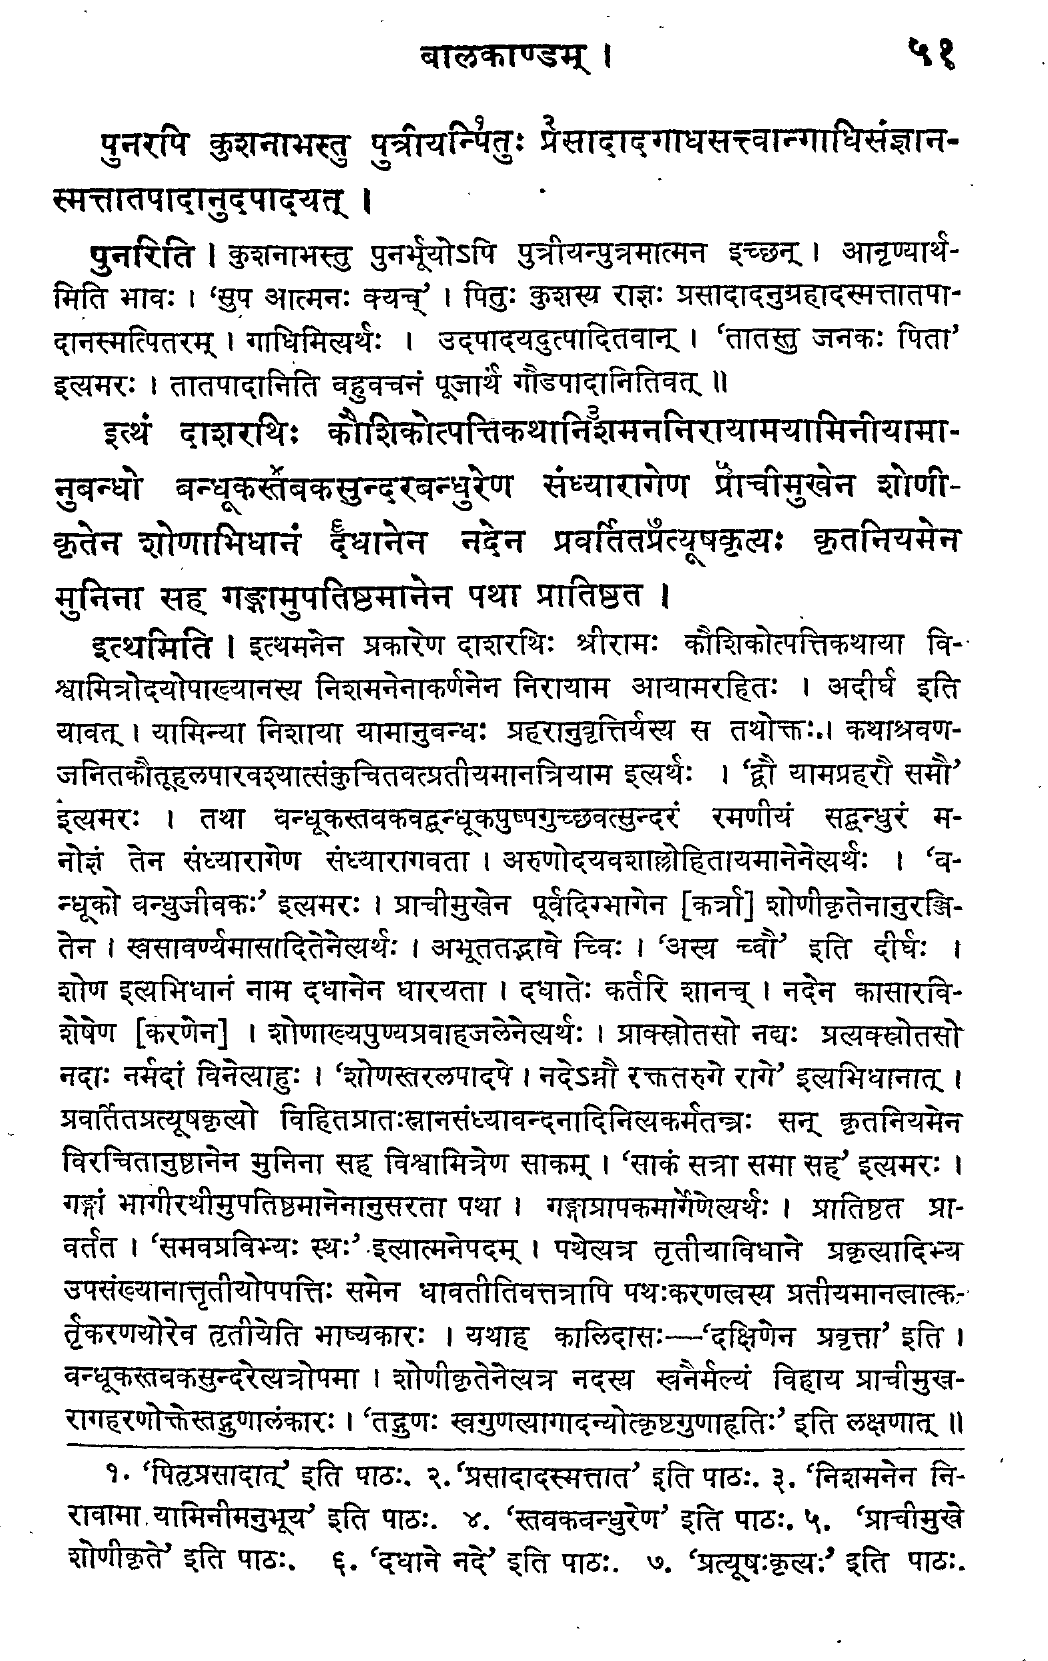 बालकाण्डम् ।
५१
पुनरपि कुशनाभस्तु पुत्रीयन्पि१तुः प्र२सादादगाधसत्त्वान्गाधिसंज्ञान-
स्मत्तातपादानुदपादयत् ।
पुनरिति । कुशनाभस्तु पुनर्भूयोऽपि पुत्रीयन्पुत्रमात्मन इच्छन् । आनृण्यार्थ-
मिति भावः । ‘सुप आत्मनः क्यच्’ । पितुः कुशस्य राज्ञः प्रसादादनुग्रहादस्मत्तातपा-
दानस्मत्पितरम् । गाधिमित्यर्थः । उदपादयदुत्पादितवान् । ‘तातस्तु जनकः पिता’
इत्यमरः । तातपादानिति बहुवचनं पूजार्थं गौडपादानितिवत् ॥
इत्थं दाशरथिः कौशिकोत्पत्तिकथानि३शमननिरायामयामिनीयामा-
नुबन्धो बन्धूकस्त४बकसुन्दरबन्धुरेण संध्यारागेण प्रा५चीमुखेन शोणी-
कृतेन शोणाभिधानं द६धानेन नदेन प्रवर्तितप्र७त्यूषकृत्यः कृतनियमेन
मुनिना सह गङ्गामुपतिष्ठमानेन पथा प्रातिष्ठत ।
इत्थमिति । इत्थमनेन प्रकारेण दाशरथिः श्रीरामः कौशिकोत्पत्तिकथाया वि-
श्वामित्रोदयोपाख्यानस्य निशमनेनाकर्णनेन निरायाम आयामरहितः । अदीर्घ इति
यावत् । यामिन्या निशाया यामानुबन्धः प्रहरानुवृत्तिर्यस्य स तथोक्तः । कथाश्रवण-
जनितकौतूहलपारवश्यात्संकुचितवत्प्रतीयमानत्रियाम इत्यर्थः । ‘द्वौ यामप्रहरौ समौ’
इत्यमरः । तथा बन्धूकस्तबकवद्बन्धूकपुष्पगुच्छवत्सुन्दरं रमणीयं सद्बन्धुरं म-
नोज्ञं तेन संध्यारागेण संध्यारागवता । अरुणोदयवशाल्लोहितायमानेनेत्यर्थः । ‘ब-
न्धूको बन्धुजीवकः’ इत्यमरः । प्राचीमुखेन पूर्वदिग्भागेन [कर्त्रा] शोणीकृतेनानुरञ्जि-
तेन । स्वसावर्ण्यमासादितेनेत्यर्थः । अभूततद्भावे च्विः । ‘अस्य च्वौ’ इति दीर्घः ।
शोण इत्यभिधानं नाम दधानेन धारयता । दधातेः कर्तरि शानच् । नदेन कासारवि-
शेषेण [करणेन] । शोणाख्यपुण्यप्रवाहजलेनेत्यर्थः । प्राक्स्रोतसो नद्यः प्रत्यक्स्रोतसो
नदाः नर्मदां विनेत्याहुः । ‘शोणस्तरलपादपे । नदेऽग्नौ रक्ततरुगे रागे’ इत्यभिधानात् ।
प्रवर्तितप्रत्यूषकृत्यो विहितप्रातःस्नानसंध्यावन्दनादिनित्यकर्मतन्त्रः सन् कृतनियमेन
विरचितानुष्ठानेन मुनिना सह विश्वामित्रेण साकम् । ‘साकं सत्रा समा सह’ इत्यमरः ।
गङ्गां भागीरथीमुपतिष्ठमानेनानुसरता पथा । गङ्गाप्रापकमार्गेणेत्यर्थः । प्रातिष्ठत प्रा-
वर्तत । ‘समवप्रविभ्यः स्थः’ इत्यात्मनेपदम् । पथेत्यत्र तृतीयाविधाने प्रकृत्यादिभ्य
उपसंख्यानात्तृतीयोपपत्तिः समेन धावतीतिवत्तत्रापि पथःकरणत्वस्य प्रतीयमानत्वात्क-
र्तृकरणयोरेव तृतीयेति भाष्यकारः । यथाह कालिदासः—‘दक्षिणेन प्रवृत्ता’ इति ।
बन्धूकस्तबकसुन्दरेत्यत्रोपमा । शोणीकृतेनेत्यत्र नदस्य स्वनैर्मल्यं विहाय प्राचीमुख-
रागहरणोक्तेस्तद्गुणालंकारः । ‘तद्गुणः स्वगुणत्यागादन्योत्कृष्टगुणाहृतिः’ इति लक्षणात् ॥
१. ‘पितृप्रसादात्’ इति पाठः. २. ‘प्रसादादस्मत्तात’ इति पाठः. ३. ‘निशमनेन नि-
रावामा यामिनीमनुभूय’ इति पाठः. ४. ‘स्तवकबन्धुरेण’ इति पाठः. ५. ‘प्राचीमुखे
शोणीकृते’ इति पाठः. ६. ‘दधाने नदे’ इति पाठः. ७. ‘प्रत्यूषःकृत्यः’ इति पाठः.